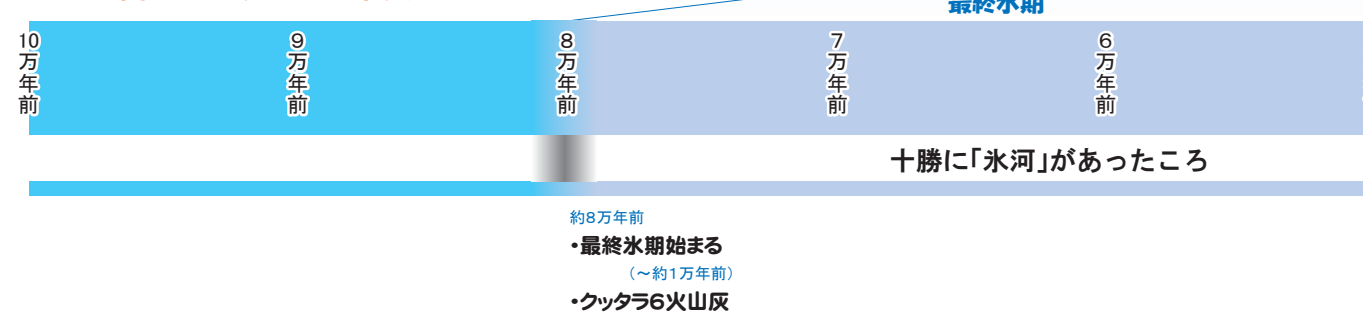 最終氷期
10万年前
9万年前
8万年前
7万年前
6万年前
十勝に「氷河」があったころ
約8万年前
・最終氷期始まる
(~約1万年前)
・クッタラ6火山灰